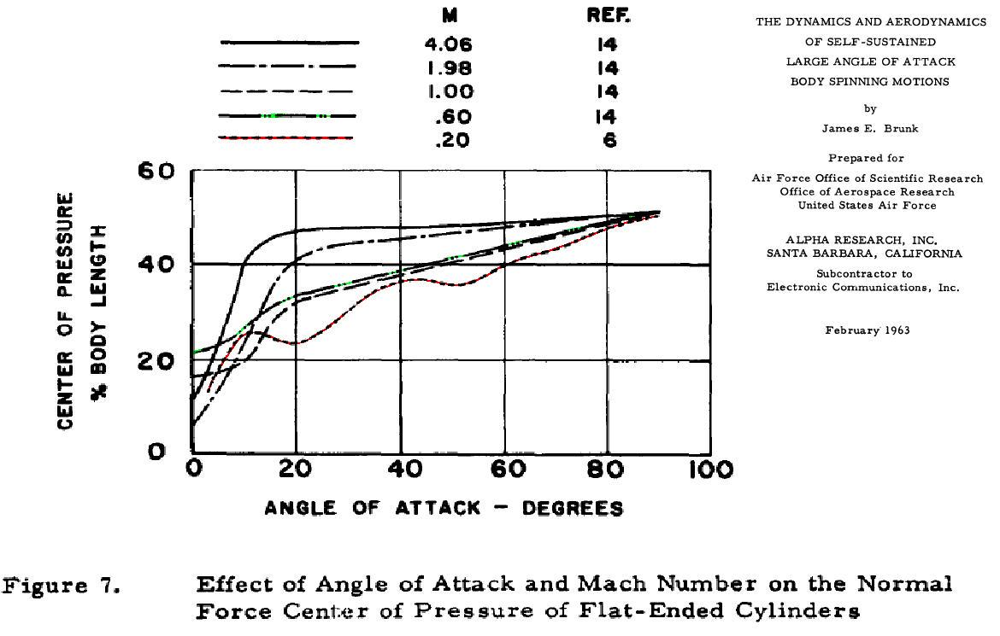 M REF.
4.06 14
1.98 14
1.00 14
.60 14
.20 6
THE DYNAMICS AND AERODYNAMICS
OF SELF-SUSTAINED
LARGE ANGLE OF ATTACK
BODY SPINNING MOTIONS
by
James E. Brunk
Prepared for
Air Force Office of Scientific Research
Office of Aerospace Research
United States Air Force
ALPHA RESEARCH, INC.
SANTA BARBARA, CALIFORNIA
Subcontractor to
Electronic Communications, Inc.
February 1963
CENTER OF PRESSURE
% BODY LENGTH
60
40
20
0
0 20 40 60 80 100
ANGLE OF ATTACK – DEGREES
Figure 7. Effect of Angle of Attack and Mach Number on the Normal
Force Center of Pressure of Flat-Ended Cylinders